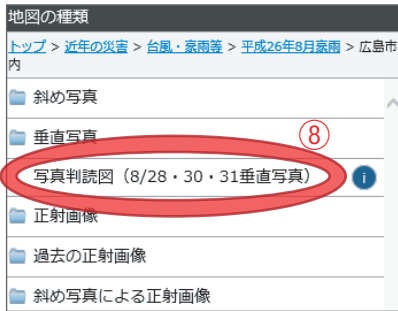 地図の種類
トップ > 近年の災害 > 台風・豪雨等 > 平成26年8月豪雨 > 広島市
内
斜め写真
垂直写真
⑧
写真判読図（8/28・30・31垂直写真）
i
正射画像
過去の正射画像
斜め写真による正射画像